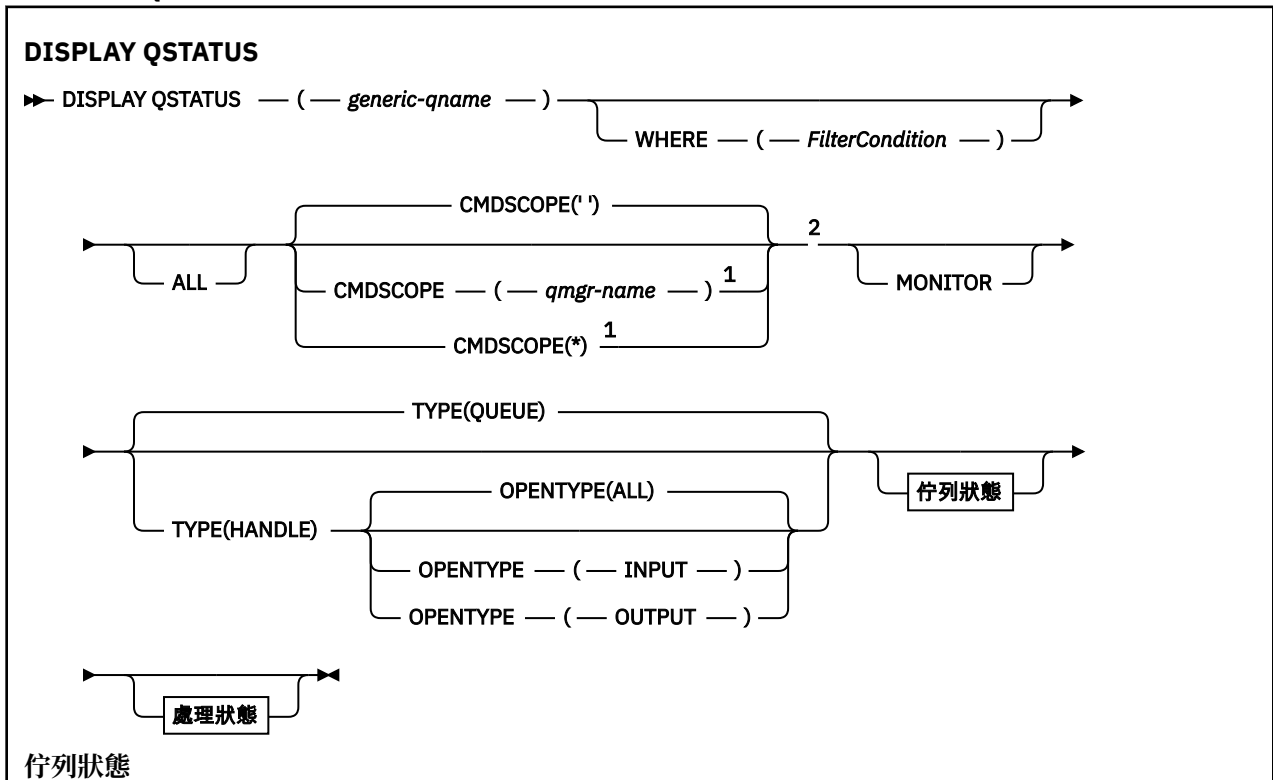 DISPLAY QSTATUS
DISPLAY QSTATUS ( generic-qname )
WHERE ( FilterCondition )
CMDSCOPE(' ')
2
ALL
CMDSCOPE ( qmgr-name ) 1
MONITOR
CMDSCOPE(*) 1
TYPE(QUEUE)
佇列狀態
OPENTYPE(ALL)
TYPE(HANDLE)
OPENTYPE ( INPUT )
OPENTYPE ( OUTPUT )
處理狀態
佇列狀態